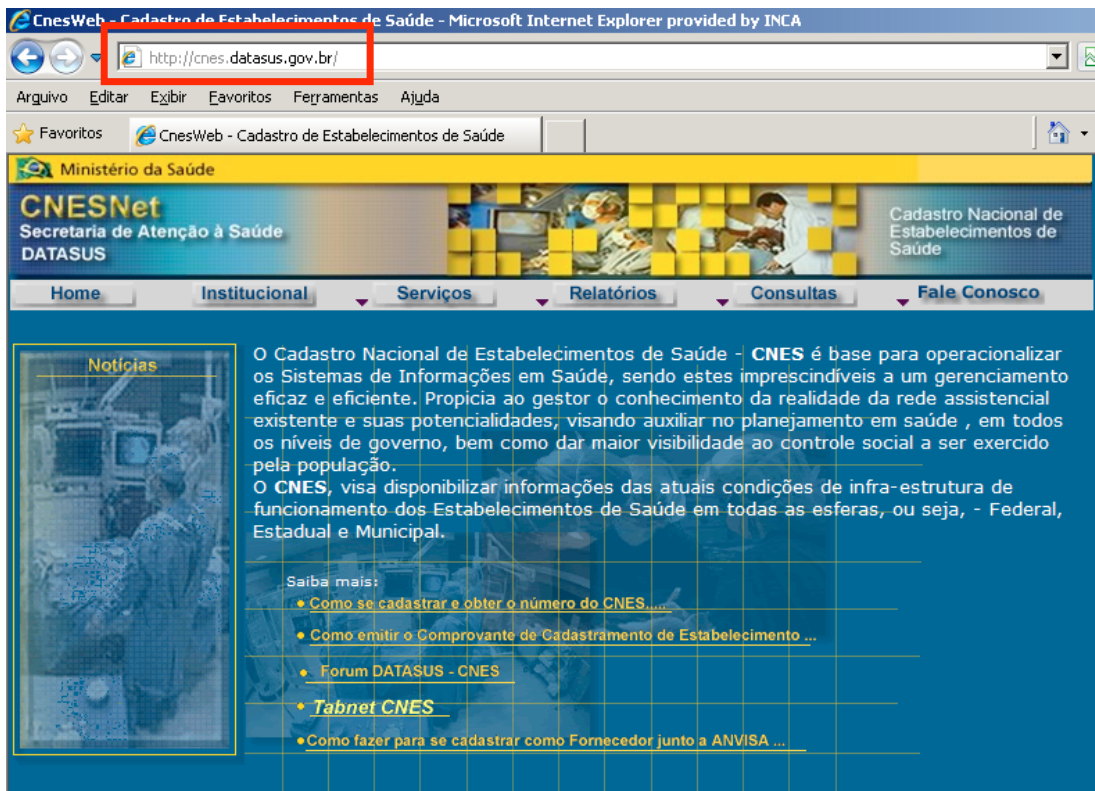 CnesWeb - Cadastro de Estabelecimentos de Saúde - Microsoft Internet Explorer provided by INCA
http://cnes.datasus.gov.br/
Arquivo Editar Exibir Favoritos Ferramentas Ajuda
Favoritos CnesWeb - Cadastro de Estabelecimentos de Saúde
Ministério da Saúde
CNESNet
Secretaria de Atenção à Saúde
DATASUS
Cadastro Nacional de
Estabelecimentos de
Saúde
Home Institucional Serviços Relatórios Consultas Fale Conosco
Notícias
O Cadastro Nacional de Estabelecimentos de Saúde - CNES é base para operacionalizar
os Sistemas de Informações em Saúde, sendo estes imprescindíveis a um gerenciamento
eficaz e eficiente. Propicia ao gestor o conhecimento da realidade da rede assistencial
existente e suas potencialidades, visando auxiliar no planejamento em saúde , em todos
os níveis de governo, bem como dar maior visibilidade ao controle social a ser exercido
pela população.
O CNES, visa disponibilizar informações das atuais condições de infra-estrutura de
funcionamento dos Estabelecimentos de Saúde em todas as esferas, ou seja, - Federal,
Estadual e Municipal.
Saiba mais:
• Como se cadastrar e obter o número do CNES.....
• Como emitir o Comprovante de Cadastramento de Estabelecimento ...
• Forum DATASUS - CNES
• Tabnet CNES
• Como fazer para se cadastrar como Fornecedor junto a ANVISA ...